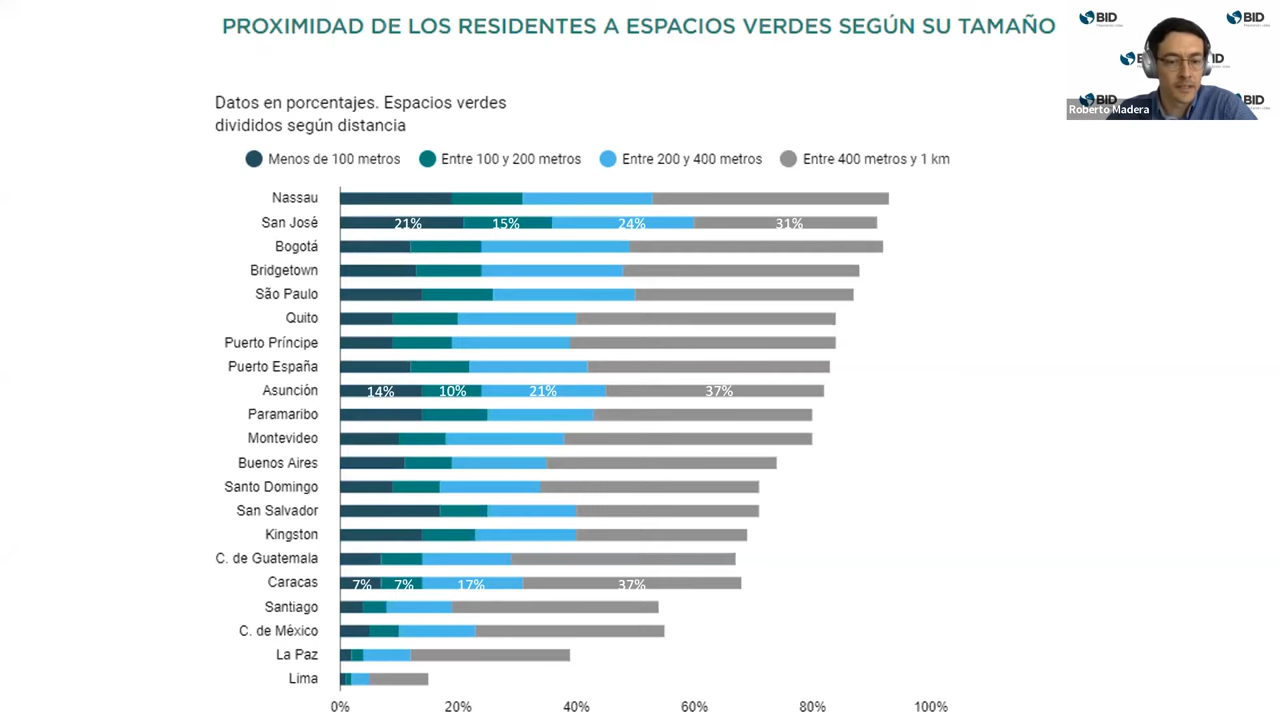 PROXIMIDAD DE LOS RESIDENTES A ESPACIOS VERDES SEGÚN SU TAMAÑO
BID
BID
ID
BID
BID
Roberto Madera
Datos en porcentajes. Espacios verdes
divididos según distancia
Menos de 100 metros
Entre 100 y 200 metros
Entre 200 y 400 metros
Entre 400 metros y 1 km
Nassau
San José 21% 15% 24% 31%
Bogotá
Bridgetown
São Paulo
Quito
Puerto Príncipe
Puerto España
Asunción 14% 10% 21% 37%
Paramaribo
Montevideo
Buenos Aires
Santo Domingo
San Salvador
Kingston
C. de Guatemala
Caracas 7% 7% 17% 37%
Santiago
C. de México
La Paz
Lima
0% 20% 40% 60% 80% 100%